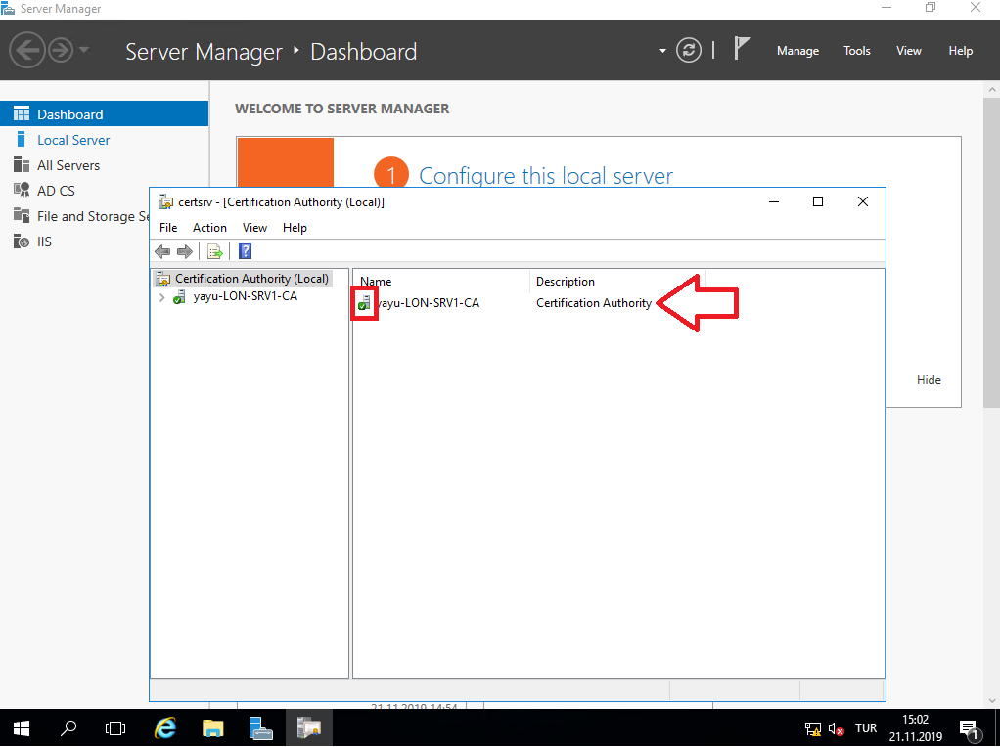 Server Manager
Server Manager • Dashboard
Manage Tools View Help
Dashboard
Local Server
All Servers
AD CS
File and Storage Se
IIS
WELCOME TO SERVER MANAGER
1 Configure this local server
Hide
certsrv - [Certification Authority (Local)]
File Action View Help
Certification Authority (Local)
yayu-LON-SRV1-CA
Name Description
yayu-LON-SRV1-CA Certification Authority
21.11.2019 14:54
TUR
15:02
21.11.2019
1